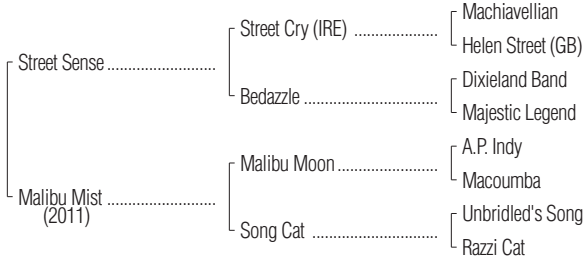 Machiavellian
Street Cry (IRE) ....................
Helen Street (GB)
Street Sense ..........................
Dixieland Band
Bedazzle ................................
Majestic Legend
A.P. Indy
Malibu Moon ........................
Macoumba
Malibu Mist ..........................
(2011)
Unbridled's Song
Song Cat ..............................
Razzi Cat